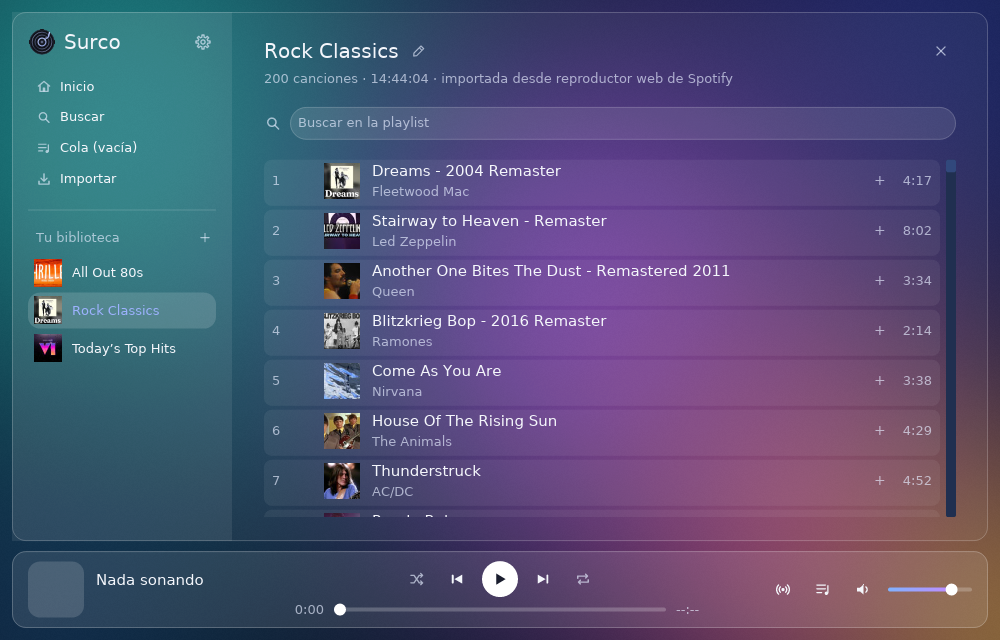 Surco
Inicio
Buscar
Cola (vacía)
Importar
Tu biblioteca
All Out 80s
Rock Classics
Today’s Top Hits
Rock Classics
200 canciones · 14:44:04 · importada desde reproductor web de Spotify
Buscar en la playlist
1 Dreams - 2004 Remaster + 4:17
Fleetwood Mac
2 Stairway to Heaven - Remaster + 8:02
Led Zeppelin
3 Another One Bites The Dust - Remastered 2011 + 3:34
Queen
4 Blitzkrieg Bop - 2016 Remaster + 2:14
Ramones
5 Come As You Are + 3:38
Nirvana
6 House Of The Rising Sun + 4:29
The Animals
7 Thunderstruck + 4:52
AC/DC
Nada sonando
0:00 --:--